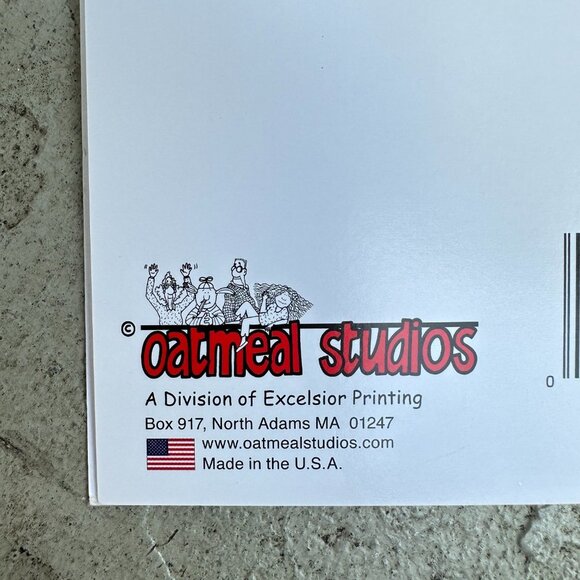 © oatmeal studios
A Division of Excelsior Printing
Box 917, North Adams MA 01247
www.oatmealstudios.com
Made in the U.S.A.
0